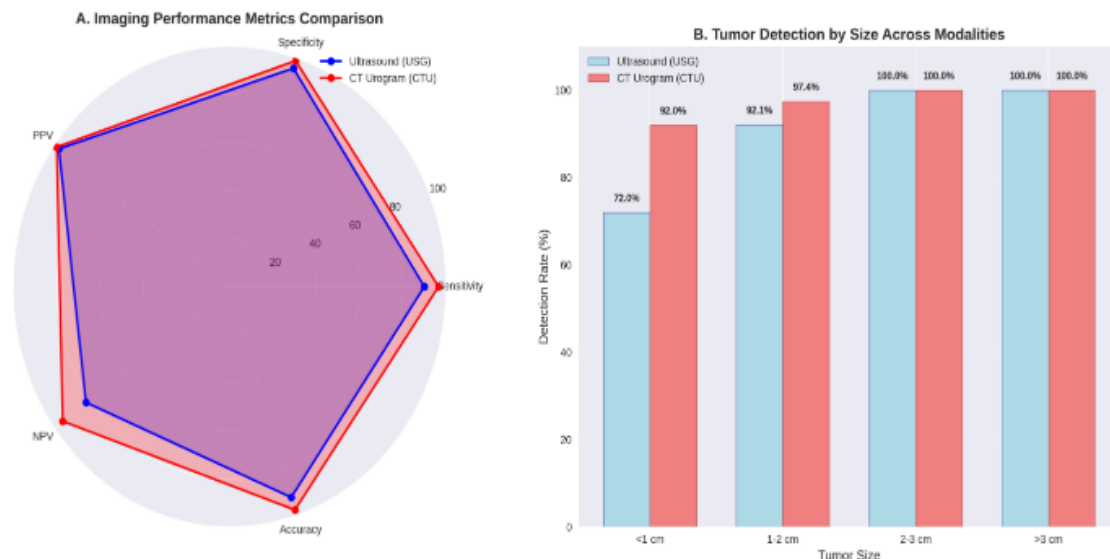 A. Imaging Performance Metrics Comparison
Specificity
Ultrasound (USG)
CT Urogram (CTU)
PPV
100
80
60
40
20
Sensitivity
NPV
Accuracy
B. Tumor Detection by Size Across Modalities
Ultrasound (USG)
CT Urogram (CTU)
100.0% 100.0% 100.0% 100.0%
97.4%
92.0% 92.1%
72.0%
100
80
60
40
20
0
Detection Rate (%)
<1 cm 1-2 cm 2-3 cm >3 cm
Tumor Size